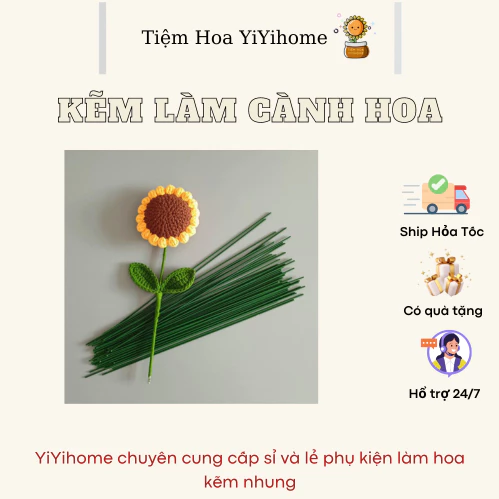 Tiệm Hoa YiYihome
KẼM LÀM CÀNH HOA
Ship Hỏa Tôc
Có quà tặng
Hổ trợ 24/7
YiYihome chuyên cung cấp sỉ và lẻ phụ kiện làm hoa
kẽm nhung